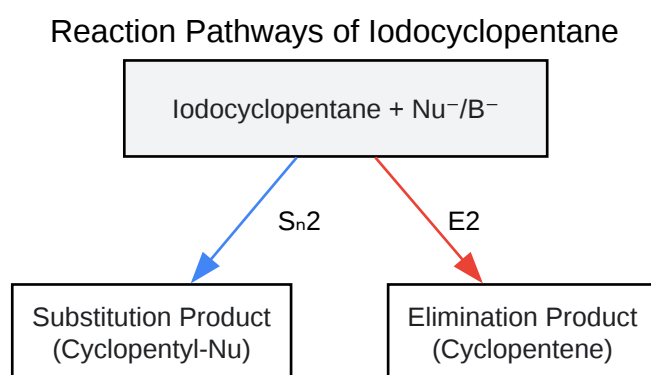 Reaction Pathways of Iodocyclopentane
Iodocyclopentane + Nu⁻/B⁻
Sₙ2
E2
Substitution Product
(Cyclopentyl-Nu)
Elimination Product
(Cyclopentene)